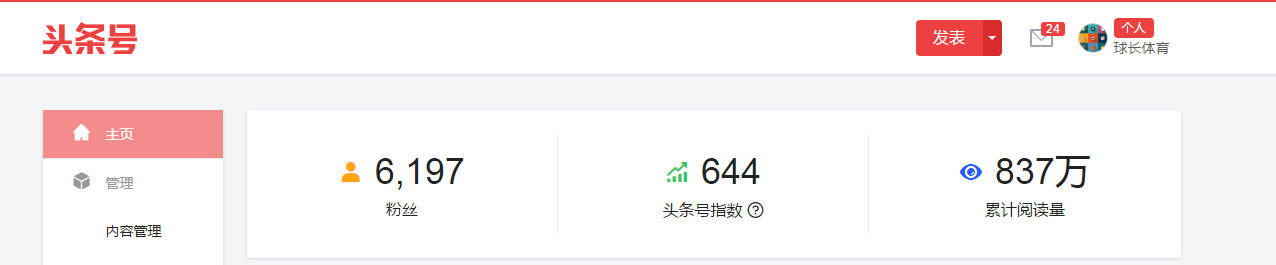 头条号
发表
24
个人
球长体育
主页
管理
内容管理
6,197
粉丝
644
头条号指数
837万
累计阅读量